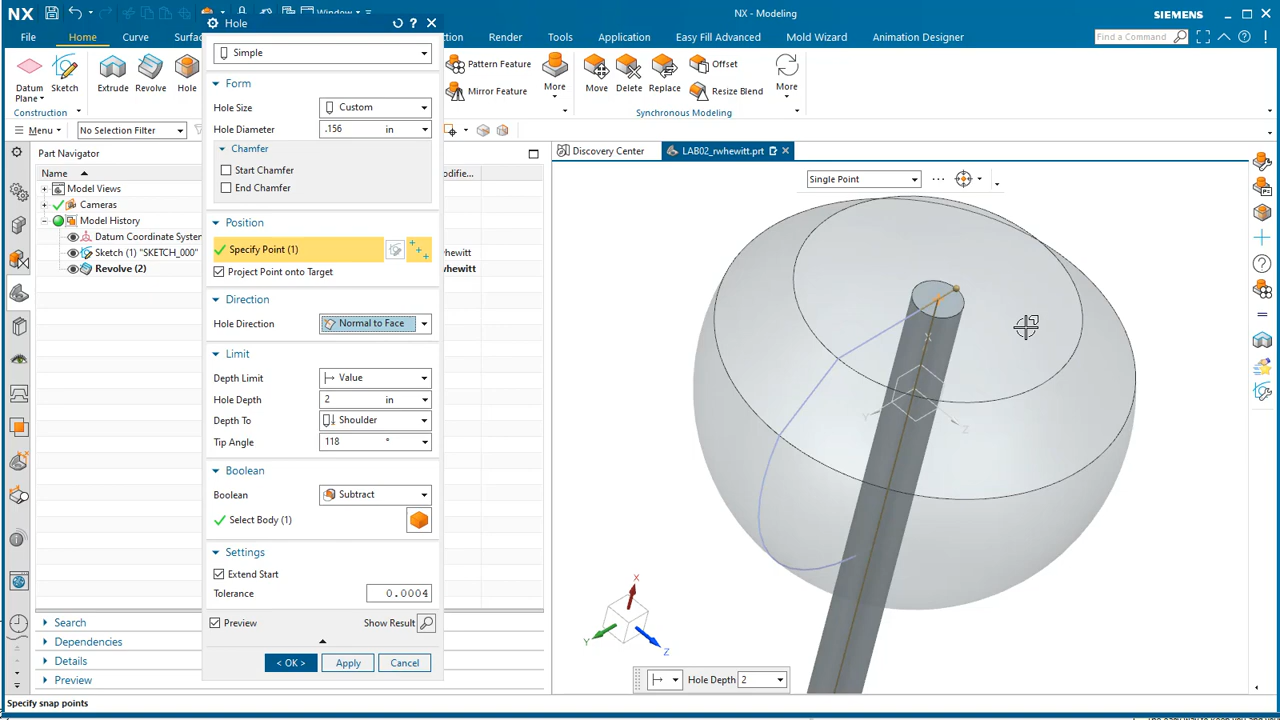 NX
Window
NX - Modeling
SIEMENS
File
Home
Curve
Surfa
ction
Render
Tools
Application
Easy Fill Advanced
Mold Wizard
Animation Designer
Find a Command
Datum Plane
Sketch
Extrude
Revolve
Hole
Pattern Feature
Mirror Feature
More
Move
Delete
Replace
Offset
Resize Blend
More
Construction
Synchronous Modeling
Menu
No Selection Filter
Part Navigator
Name
odifie...
Model Views
Cameras
Model History
Datum Coordinate System
Sketch (1) "SKETCH_000"
ewitt
Revolve (2)
whewitt
Search
Dependencies
Details
Preview
Specify snap points
Hole
Simple
Form
Hole Size
Custom
Hole Diameter
.156
in
Chamfer
Start Chamfer
End Chamfer
Position
Specify Point (1)
Project Point onto Target
Direction
Hole Direction
Normal to Face
Limit
Depth Limit
Value
Hole Depth
2
in
Depth To
Shoulder
Tip Angle
118
°
Boolean
Boolean
Subtract
Select Body (1)
Settings
Extend Start
Tolerance
0.0004
Preview
Show Result
< OK >
Apply
Cancel
Discovery Center
LAB02_rwhewitt.prt
Single Point
Y
Z
X
Y
Z
Hole Depth
2